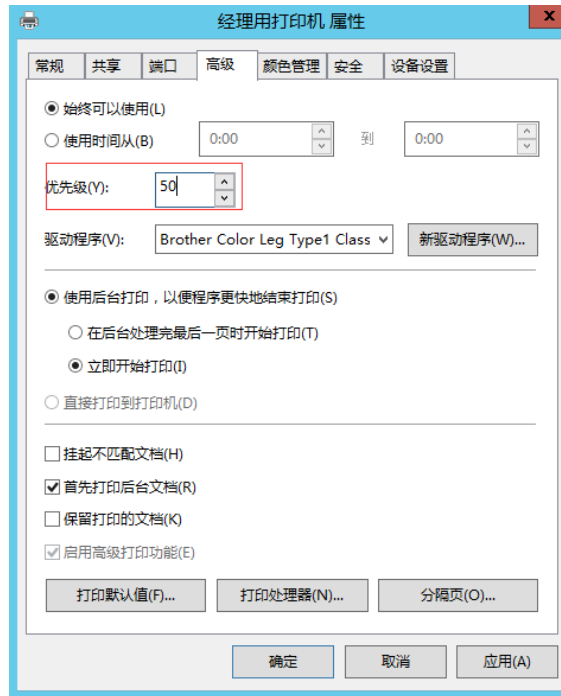 经理用打印机 属性
x
常规 共享 端口 高级 颜色管理 安全 设备设置
始终可以使用(L)
使用时间从(B) 0:00 到 0:00
优先级(Y): 50
驱动程序(V): Brother Color Leg Type1 Class 新驱动程序(W)...
使用后台打印，以便程序更快地结束打印(S)
在后台处理完最后一页时开始打印(T)
立即开始打印(I)
直接打印到打印机(D)
挂起不匹配文档(H)
首先打印后台文档(R)
保留打印的文档(K)
启用高级打印功能(E)
打印默认值(F)... 打印处理器(N)... 分隔页(O)...
确定 取消 应用(A)